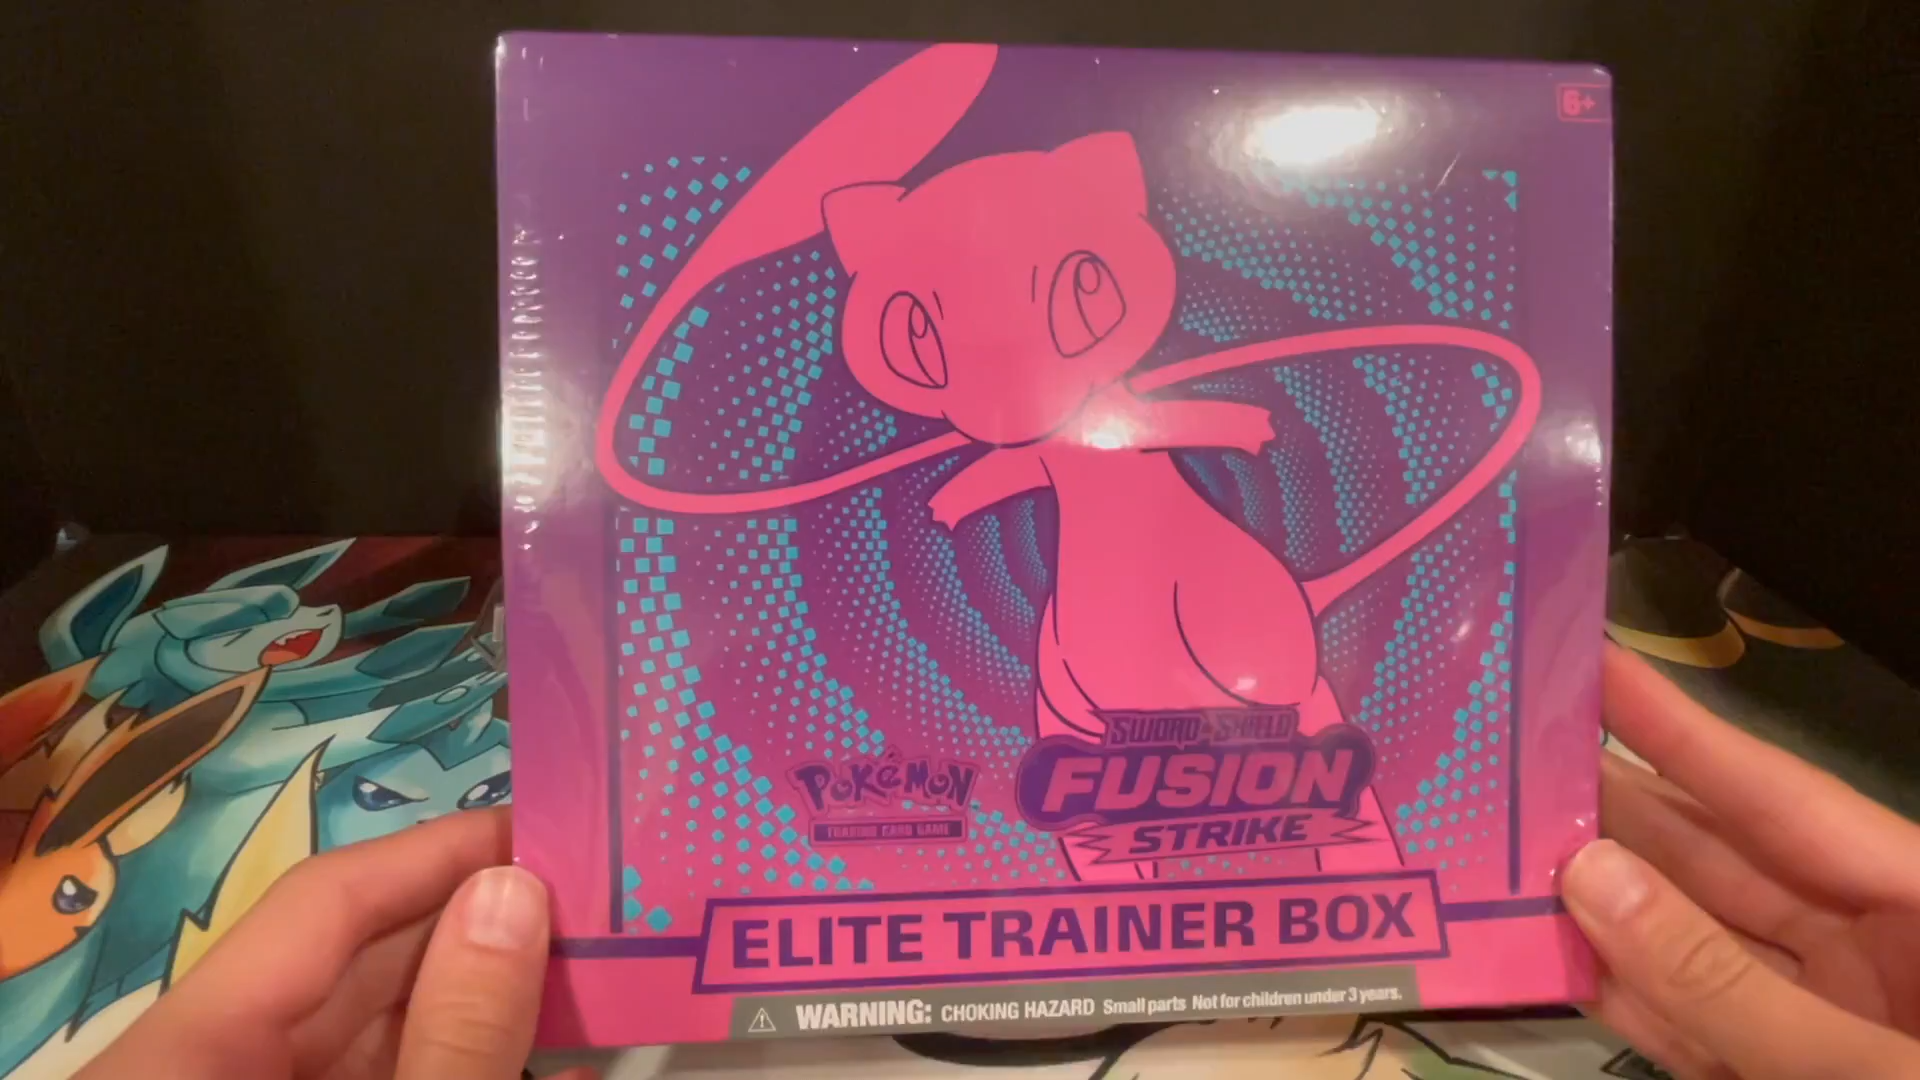 6+
SWORD & SHIELD
POKéMON
FUSION
TRADING CARD GAME
STRIKE
ELITE TRAINER BOX
WARNING: CHOKING HAZARD Small parts Not for children under 3 years.